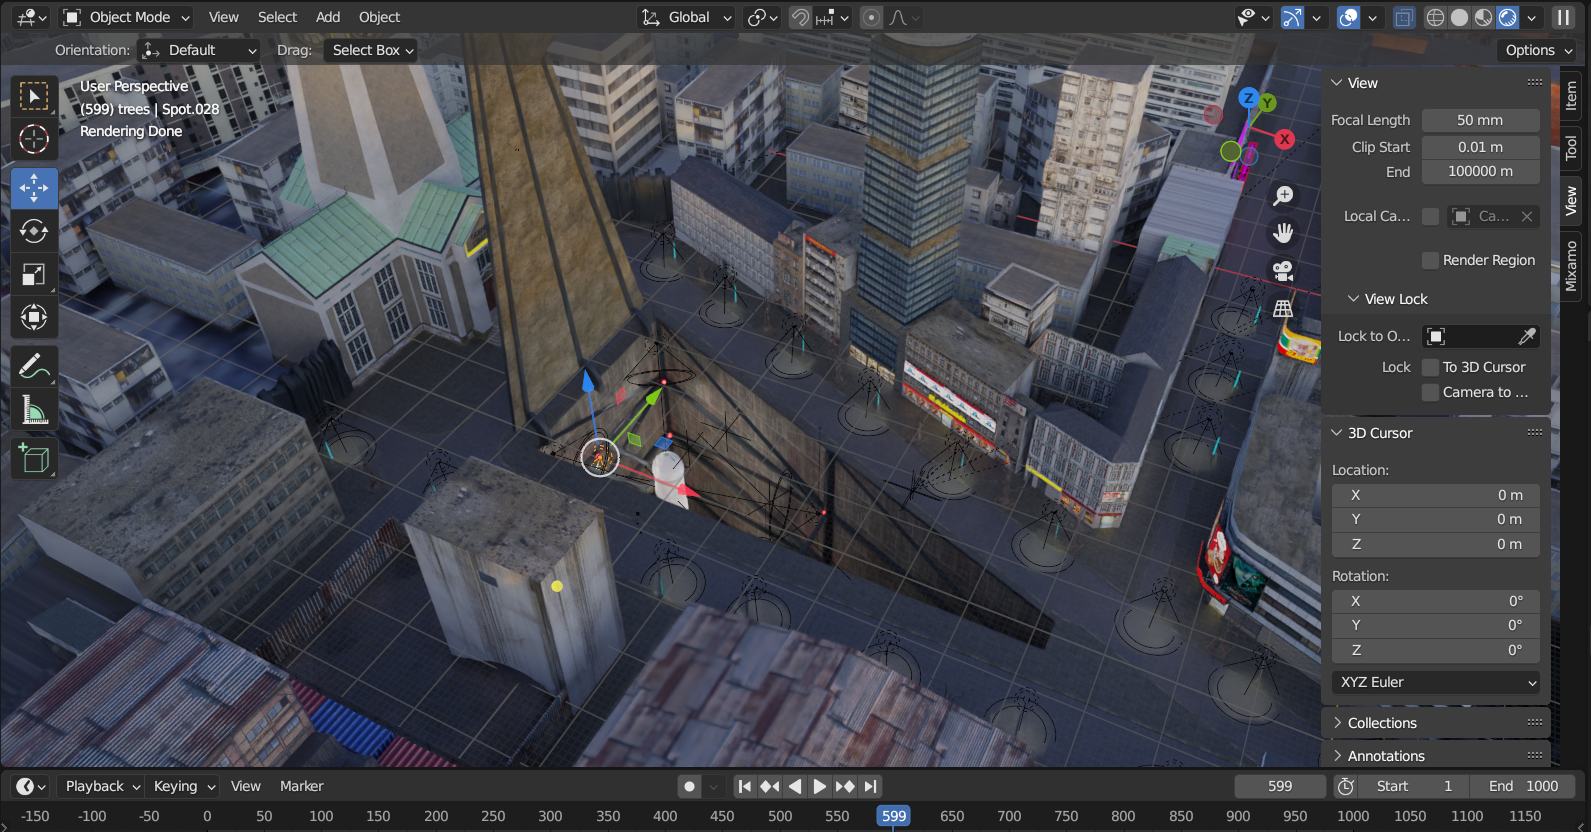 Object Mode
View
Select
Add
Object
Global
Orientation:
Default
Drag:
Select Box
Options
User Perspective
(599) trees | Spot.028
Rendering Done
Z
Y
X
View
Focal Length
50 mm
Clip Start
0.01 m
End
100000 m
Local Ca...
Ca...
Render Region
View Lock
Lock to O...
Lock
To 3D Cursor
Camera to ...
3D Cursor
Location:
X
0 m
Y
0 m
Z
0 m
Rotation:
X
0°
Y
0°
Z
0°
XYZ Euler
Collections
Annotations
Item
Tool
View
Mixamo
Playback
Keying
View
Marker
599
Start
1
End
1000
-150
-100
-50
0
50
100
150
200
250
300
350
400
450
500
550
599
650
700
750
800
850
900
950
1000
1050
1100
1150